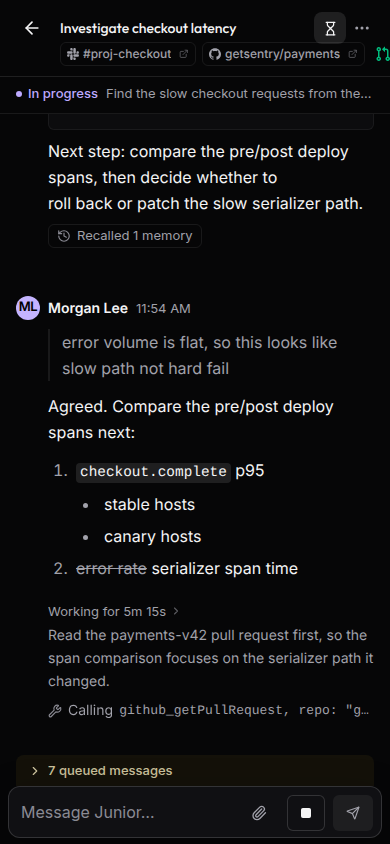 Investigate checkout latency
#proj-checkout getsentry/payments
In progress Find the slow checkout requests from the...
Next step: compare the pre/post deploy
spans, then decide whether to
roll back or patch the slow serializer path.
Recalled 1 memory
ML Morgan Lee 11:54 AM
error volume is flat, so this looks like
slow path not hard fail
Agreed. Compare the pre/post deploy
spans next:
1. checkout.complete p95
stable hosts
canary hosts
2. error rate serializer span time
Working for 5m 15s
Read the payments-v42 pull request first, so the
span comparison focuses on the serializer path it
changed.
Calling github_getPullRequest, repo: "g...
7 queued messages
Message Junior...